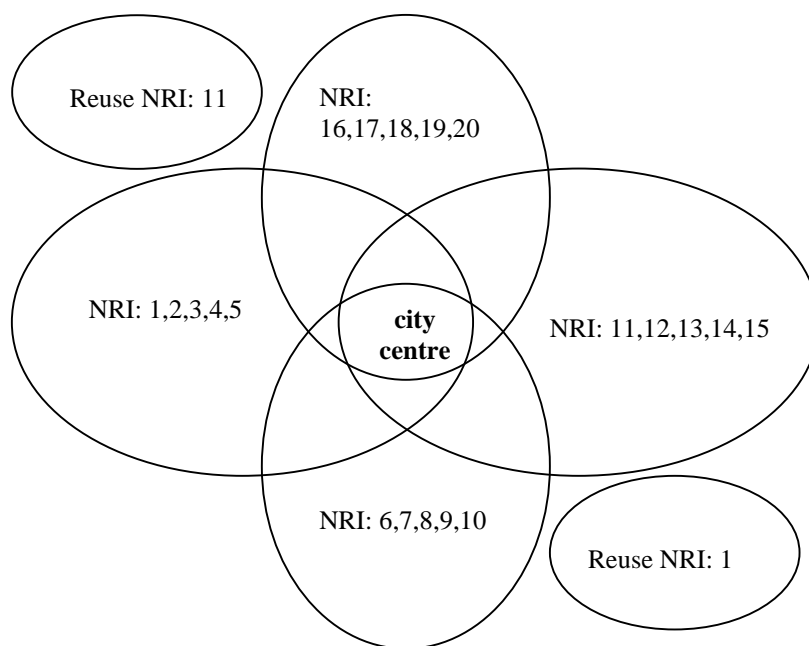 Reuse NRI: 11
NRI:
16,17,18,19,20
NRI: 1,2,3,4,5
city
centre
NRI: 11,12,13,14,15
NRI: 6,7,8,9,10
Reuse NRI: 1